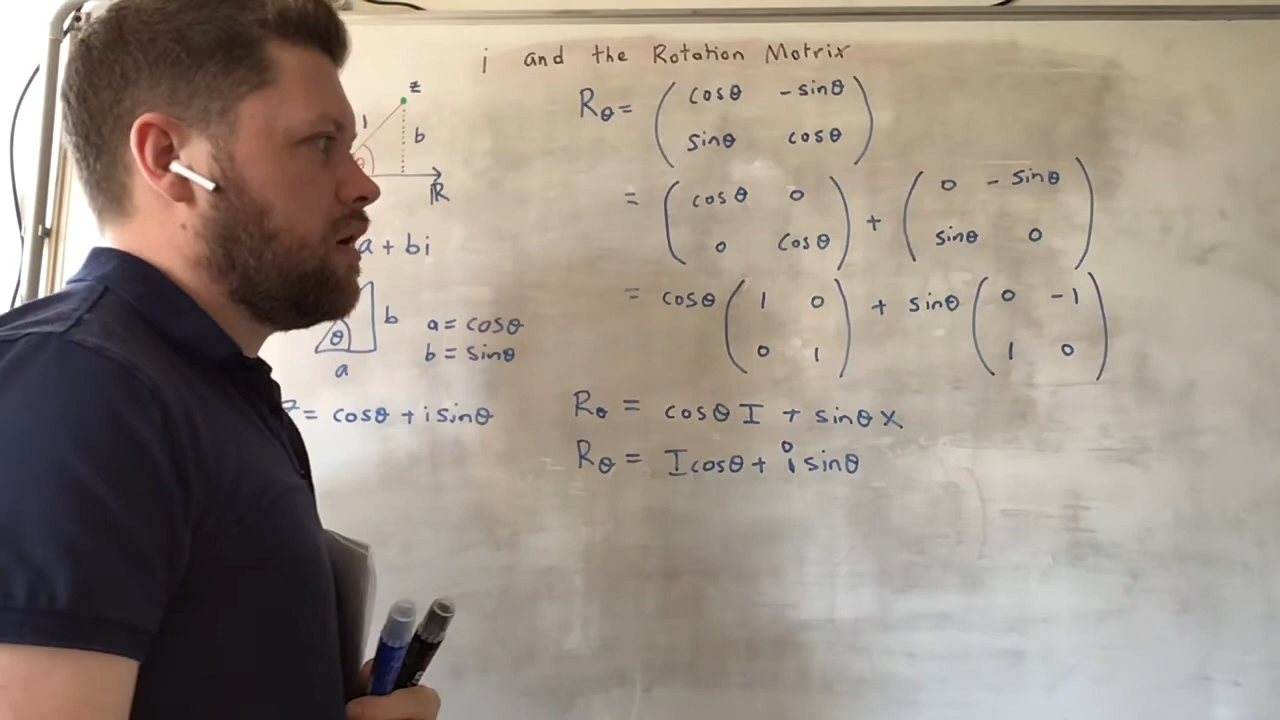 i and the Rotation Matrix
z
1
b
θ
ℝ
a + bi
b
θ
a
a = cosθ
b = sinθ
z = cosθ + i sinθ
Rθ = ( cosθ -sinθ
sinθ cosθ )
= ( cosθ 0
0 cosθ ) + ( 0 -sinθ
sinθ 0 )
= cosθ ( 1 0
0 1 ) + sinθ ( 0 -1
1 0 )
Rθ = cosθ I + sinθ X
Rθ = I cosθ + i sinθ